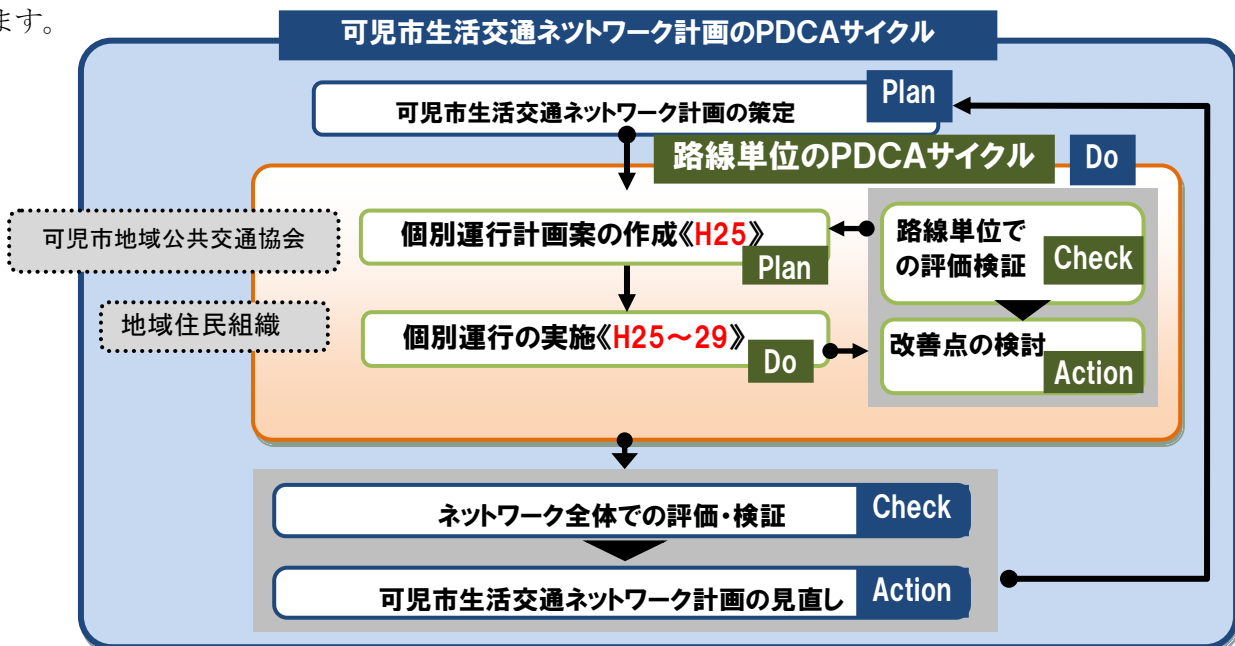 ます。
可児市生活交通ネットワーク計画のPDCAサイクル
可児市生活交通ネットワーク計画の策定
Plan
路線単位のPDCAサイクル
Do
可児市地域公共交通協会
個別運行計画案の作成《H25》
Plan
路線単位で
の評価検証
Check
地域住民組織
個別運行の実施《H25～29》
Do
改善点の検討
Action
ネットワーク全体での評価・検証
Check
可児市生活交通ネットワーク計画の見直し
Action